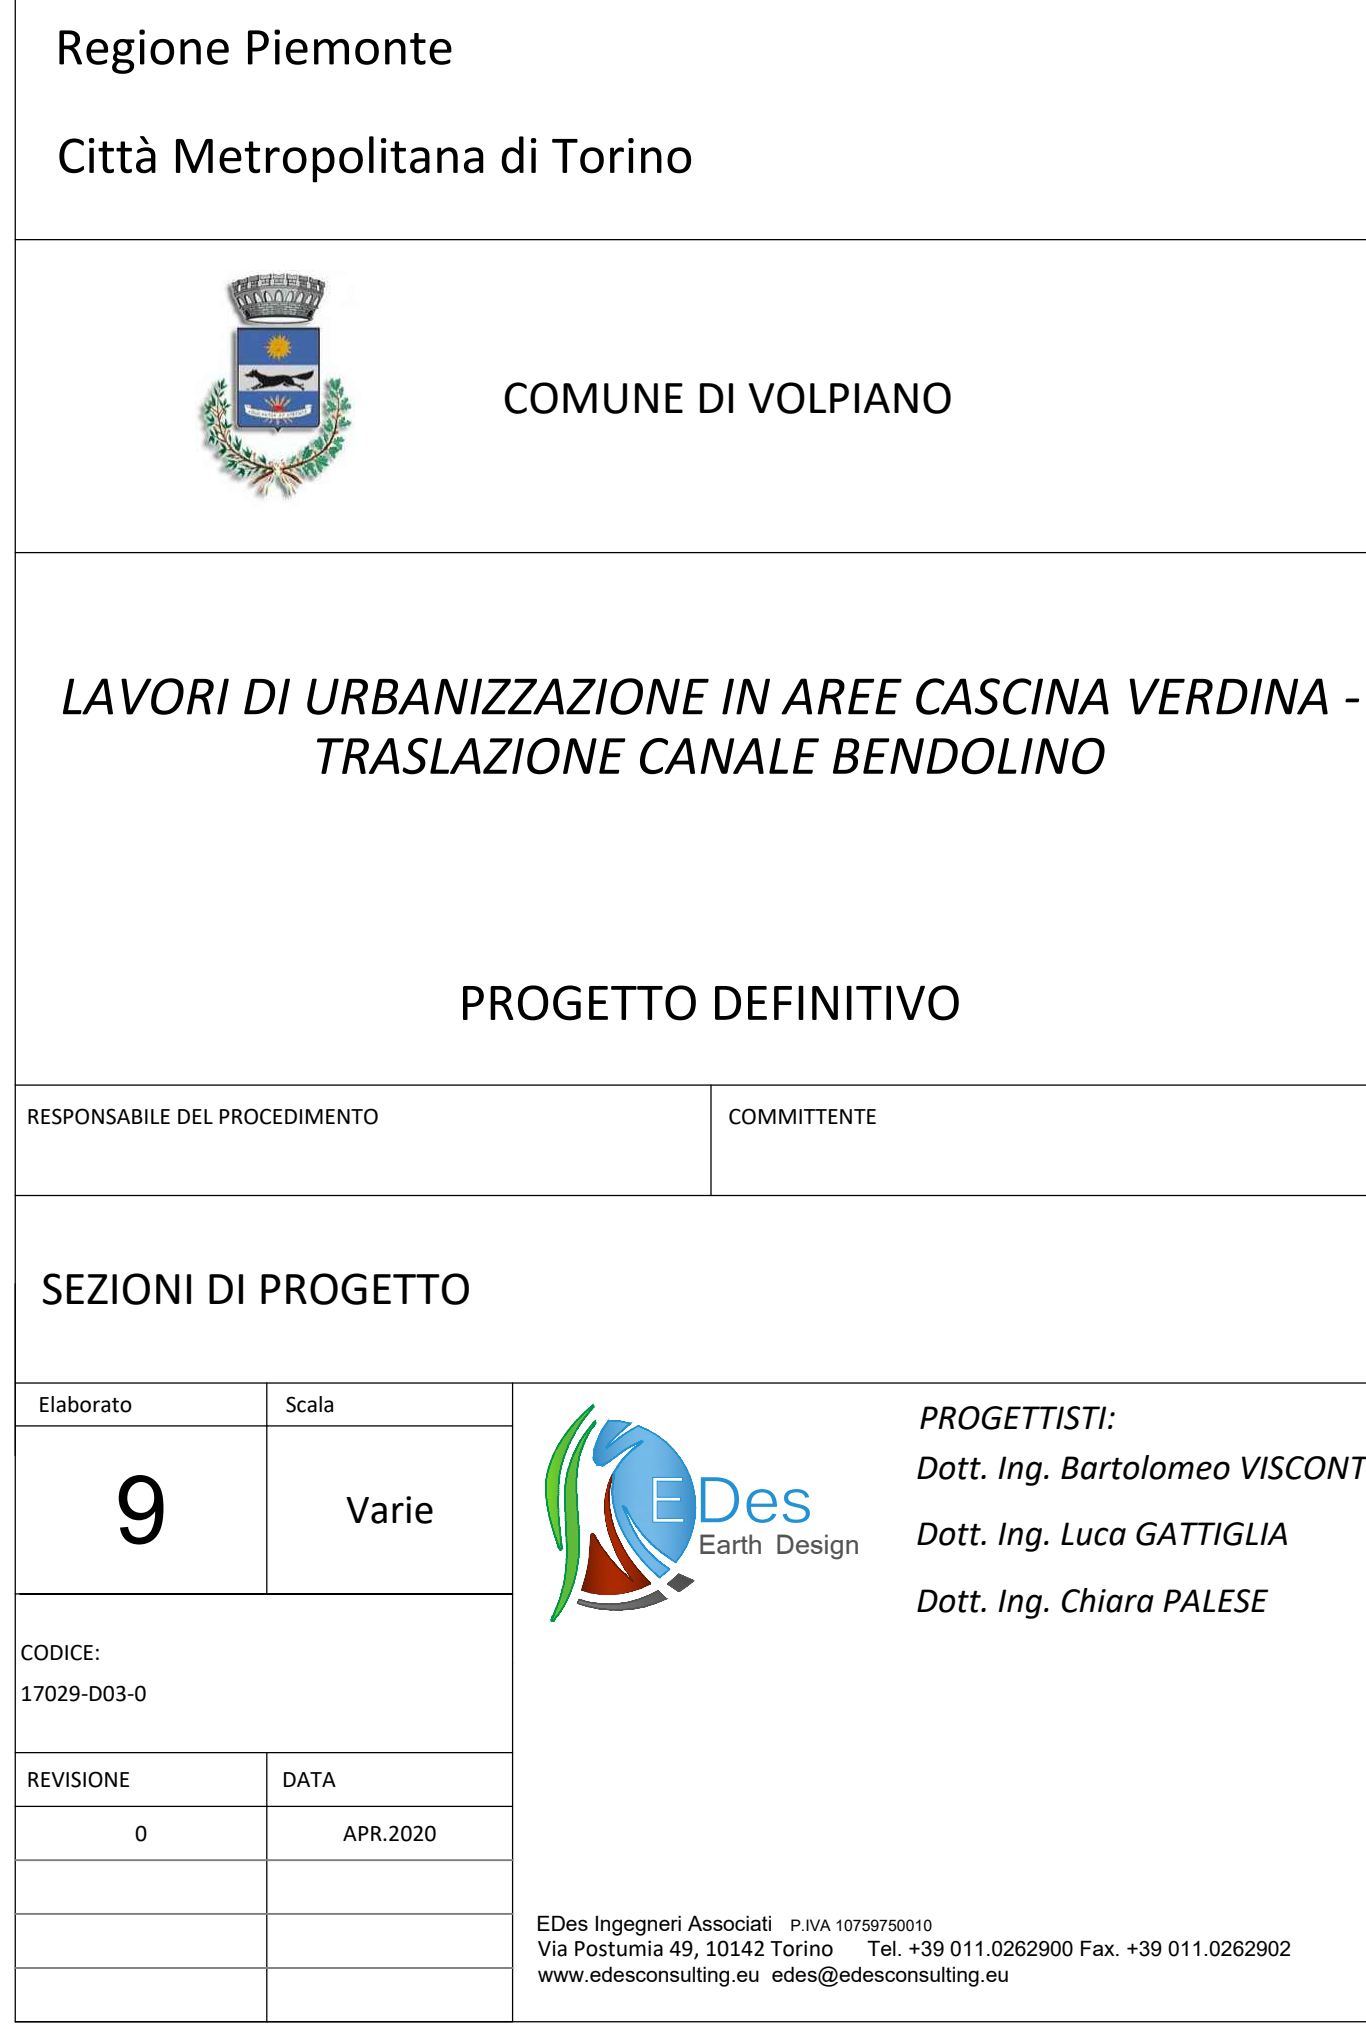 Regione Piemonte
Città Metropolitana di Torino
COMUNE DI VOLPIANO
LAVORI DI URBANIZZAZIONE IN AREE CASCINA VERDINA -
TRASLAZIONE CANALE BENDOLINO
PROGETTO DEFINITIVO
RESPONSABILE DEL PROCEDIMENTO
COMMITTENTE
SEZIONI DI PROGETTO
Elaborato
Scala
9
Varie
EDes
Earth Design
PROGETTISTI:
Dott. Ing. Bartolomeo VISCONT
Dott. Ing. Luca GATTIGLIA
Dott. Ing. Chiara PALESE
CODICE:
17029-D03-0
REVISIONE
DATA
0
APR.2020
EDes Ingegneri Associati P.IVA 10759750010
Via Postumia 49, 10142 Torino Tel. +39 011.0262900 Fax. +39 011.0262902
www.edesconsulting.eu edes@edesconsulting.eu